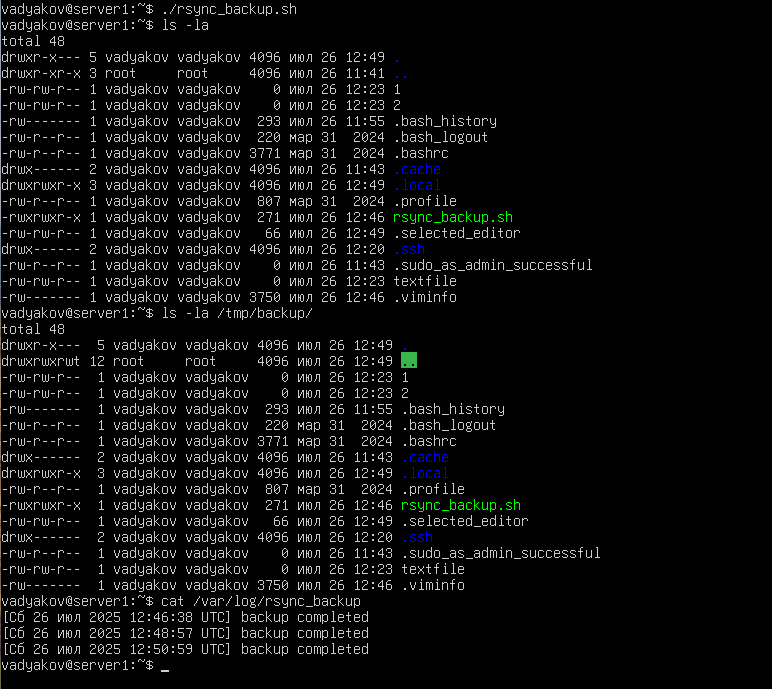 vadyakov@server1:~$ ./rsync_backup.sh
vadyakov@server1:~$ ls -la
total 48
drwxr-x--- 5 vadyakov vadyakov 4096 июл 26 12:49 .
drwxr-xr-x 3 root     root     4096 июл 26 11:41 ..
-rw-rw-r-- 1 vadyakov vadyakov    0 июл 26 12:23 1
-rw-rw-r-- 1 vadyakov vadyakov    0 июл 26 12:23 2
-rw------- 1 vadyakov vadyakov  293 июл 26 11:55 .bash_history
-rw-r--r-- 1 vadyakov vadyakov  220 мар 31  2024 .bash_logout
-rw-r--r-- 1 vadyakov vadyakov 3771 мар 31  2024 .bashrc
drwx------ 2 vadyakov vadyakov 4096 июл 26 11:43 .cache
drwxrwxr-x 3 vadyakov vadyakov 4096 июл 26 12:49 .local
-rw-r--r-- 1 vadyakov vadyakov  807 мар 31  2024 .profile
-rwxrwxr-x 1 vadyakov vadyakov  271 июл 26 12:46 rsync_backup.sh
-rw-rw-r-- 1 vadyakov vadyakov   66 июл 26 12:49 .selected_editor
drwx------ 2 vadyakov vadyakov 4096 июл 26 12:20 .ssh
-rw-r--r-- 1 vadyakov vadyakov    0 июл 26 11:43 .sudo_as_admin_successful
-rw-rw-r-- 1 vadyakov vadyakov    0 июл 26 12:23 textfile
-rw------- 1 vadyakov vadyakov 3750 июл 26 12:46 .viminfo
vadyakov@server1:~$ ls -la /tmp/backup/
total 48
drwxr-x---  5 vadyakov vadyakov 4096 июл 26 12:49 .
drwxrwxrwt 12 root     root     4096 июл 26 12:49 ..
-rw-rw-r--  1 vadyakov vadyakov    0 июл 26 12:23 1
-rw-rw-r--  1 vadyakov vadyakov    0 июл 26 12:23 2
-rw-------  1 vadyakov vadyakov  293 июл 26 11:55 .bash_history
-rw-r--r--  1 vadyakov vadyakov  220 мар 31  2024 .bash_logout
-rw-r--r--  1 vadyakov vadyakov 3771 мар 31  2024 .bashrc
drwx------  2 vadyakov vadyakov 4096 июл 26 11:43 .cache
drwxrwxr-x  3 vadyakov vadyakov 4096 июл 26 12:49 .local
-rw-r--r--  1 vadyakov vadyakov  807 мар 31  2024 .profile
-rwxrwxr-x  1 vadyakov vadyakov  271 июл 26 12:46 rsync_backup.sh
-rw-rw-r--  1 vadyakov vadyakov   66 июл 26 12:49 .selected_editor
drwx------  2 vadyakov vadyakov 4096 июл 26 12:20 .ssh
-rw-r--r--  1 vadyakov vadyakov    0 июл 26 11:43 .sudo_as_admin_successful
-rw-rw-r--  1 vadyakov vadyakov    0 июл 26 12:23 textfile
-rw-------  1 vadyakov vadyakov 3750 июл 26 12:46 .viminfo
vadyakov@server1:~$ cat /var/log/rsync_backup
[Сб 26 июл 2025 12:46:38 UTC] backup completed
[Сб 26 июл 2025 12:48:57 UTC] backup completed
[Сб 26 июл 2025 12:50:59 UTC] backup completed
vadyakov@server1:~$ _